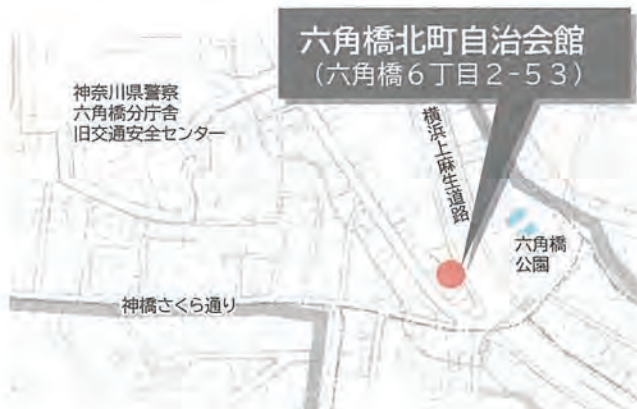 六角橋北町自治会館
（六角橋６丁目２-５３）
神奈川県警察
六角橋分庁舎
旧交通安全センター
横浜上麻生道路
六角橋
公園
神橋さくら通り